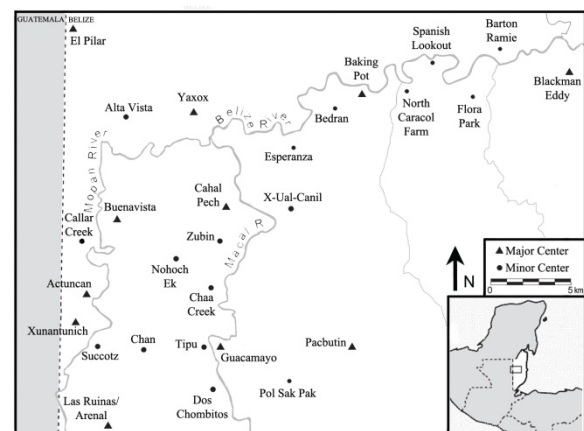 GUATEMALA
BELIZE
El Pilar
Alta Vista
Yaxox
Belize River
Mopan River
Baking
Pot
Bedran
Spanish
Lookout
Barton
Ramie
North
Caracol
Farm
Flora
Park
Blackman
Eddy
Esperanza
Cahal
Pech
X-Ual-Canil
Buenavista
Callar
Creek
Zubin
Macal R
Nohoch
Ek
Chaa
Creek
Actuncan
Xunantunich
Succotz
Chan
Tipu
Guacamayo
Pacbutin
Las Ruinas/
Arenal
Dos
Chombitos
Pol Sak Pak
N
Major Center
Minor Center
0
5
km